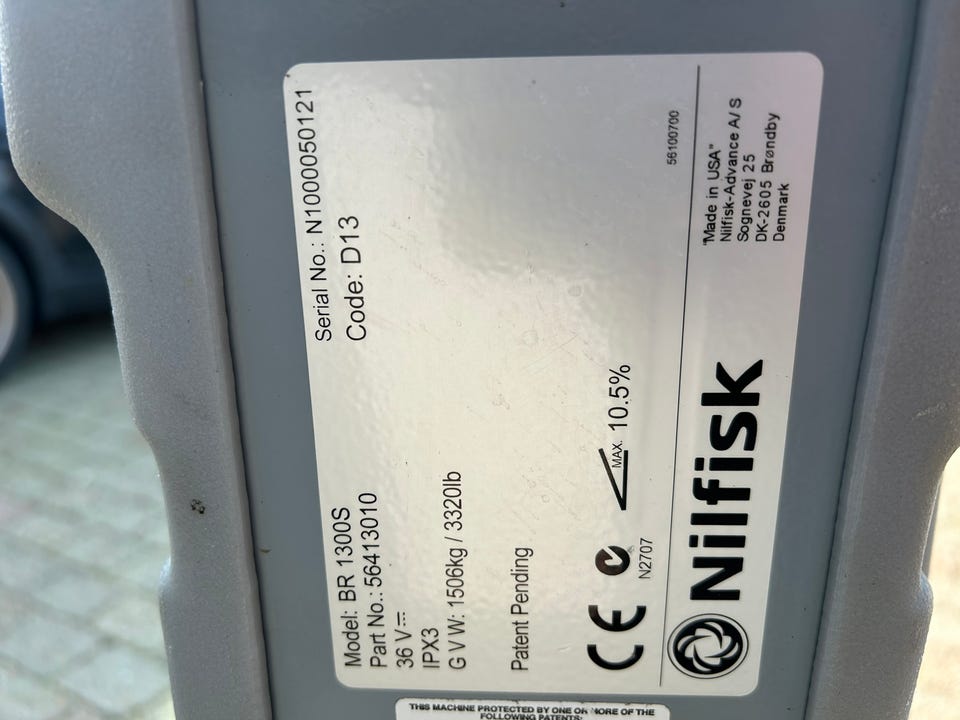 Model: BR 1300S
Serial No.: N1000050121
Part No.: 56413010
Code: D13
36 V
IPX3
G V W: 1506kg / 3320lb
Patent Pending
CE
MAX. 10.5%
N2707
56100700
Nilfisk
"Made in USA"
Nilfisk-Advance A/S
Sognevej 25
DK-2605 Brøndby
Denmark
THIS MACHINE PROTECTED BY ONE OR MORE OF THE
FOLLOWING PATENTS: